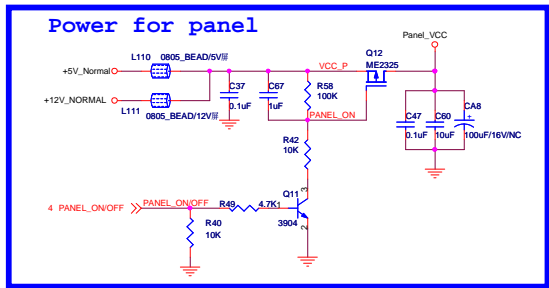 Power for panel
Panel_VCC
Q12
L110 0805_BEAD/5V屏
VCC_P
ME2325
+5V_Normal
C37
0.1uF
C67
1uF
R58
100K
+12V_NORMAL
L111
0805_BEAD/12V屏
PANEL_ON
C47
0.1uF
C60
10uF
CA8
+
100uF/16V/NC
R42
10K
Q11
3
4 PANEL_ON/OFF
PANEL_ON/OFF
R49
4.7K
1
3904
2
R40
10K